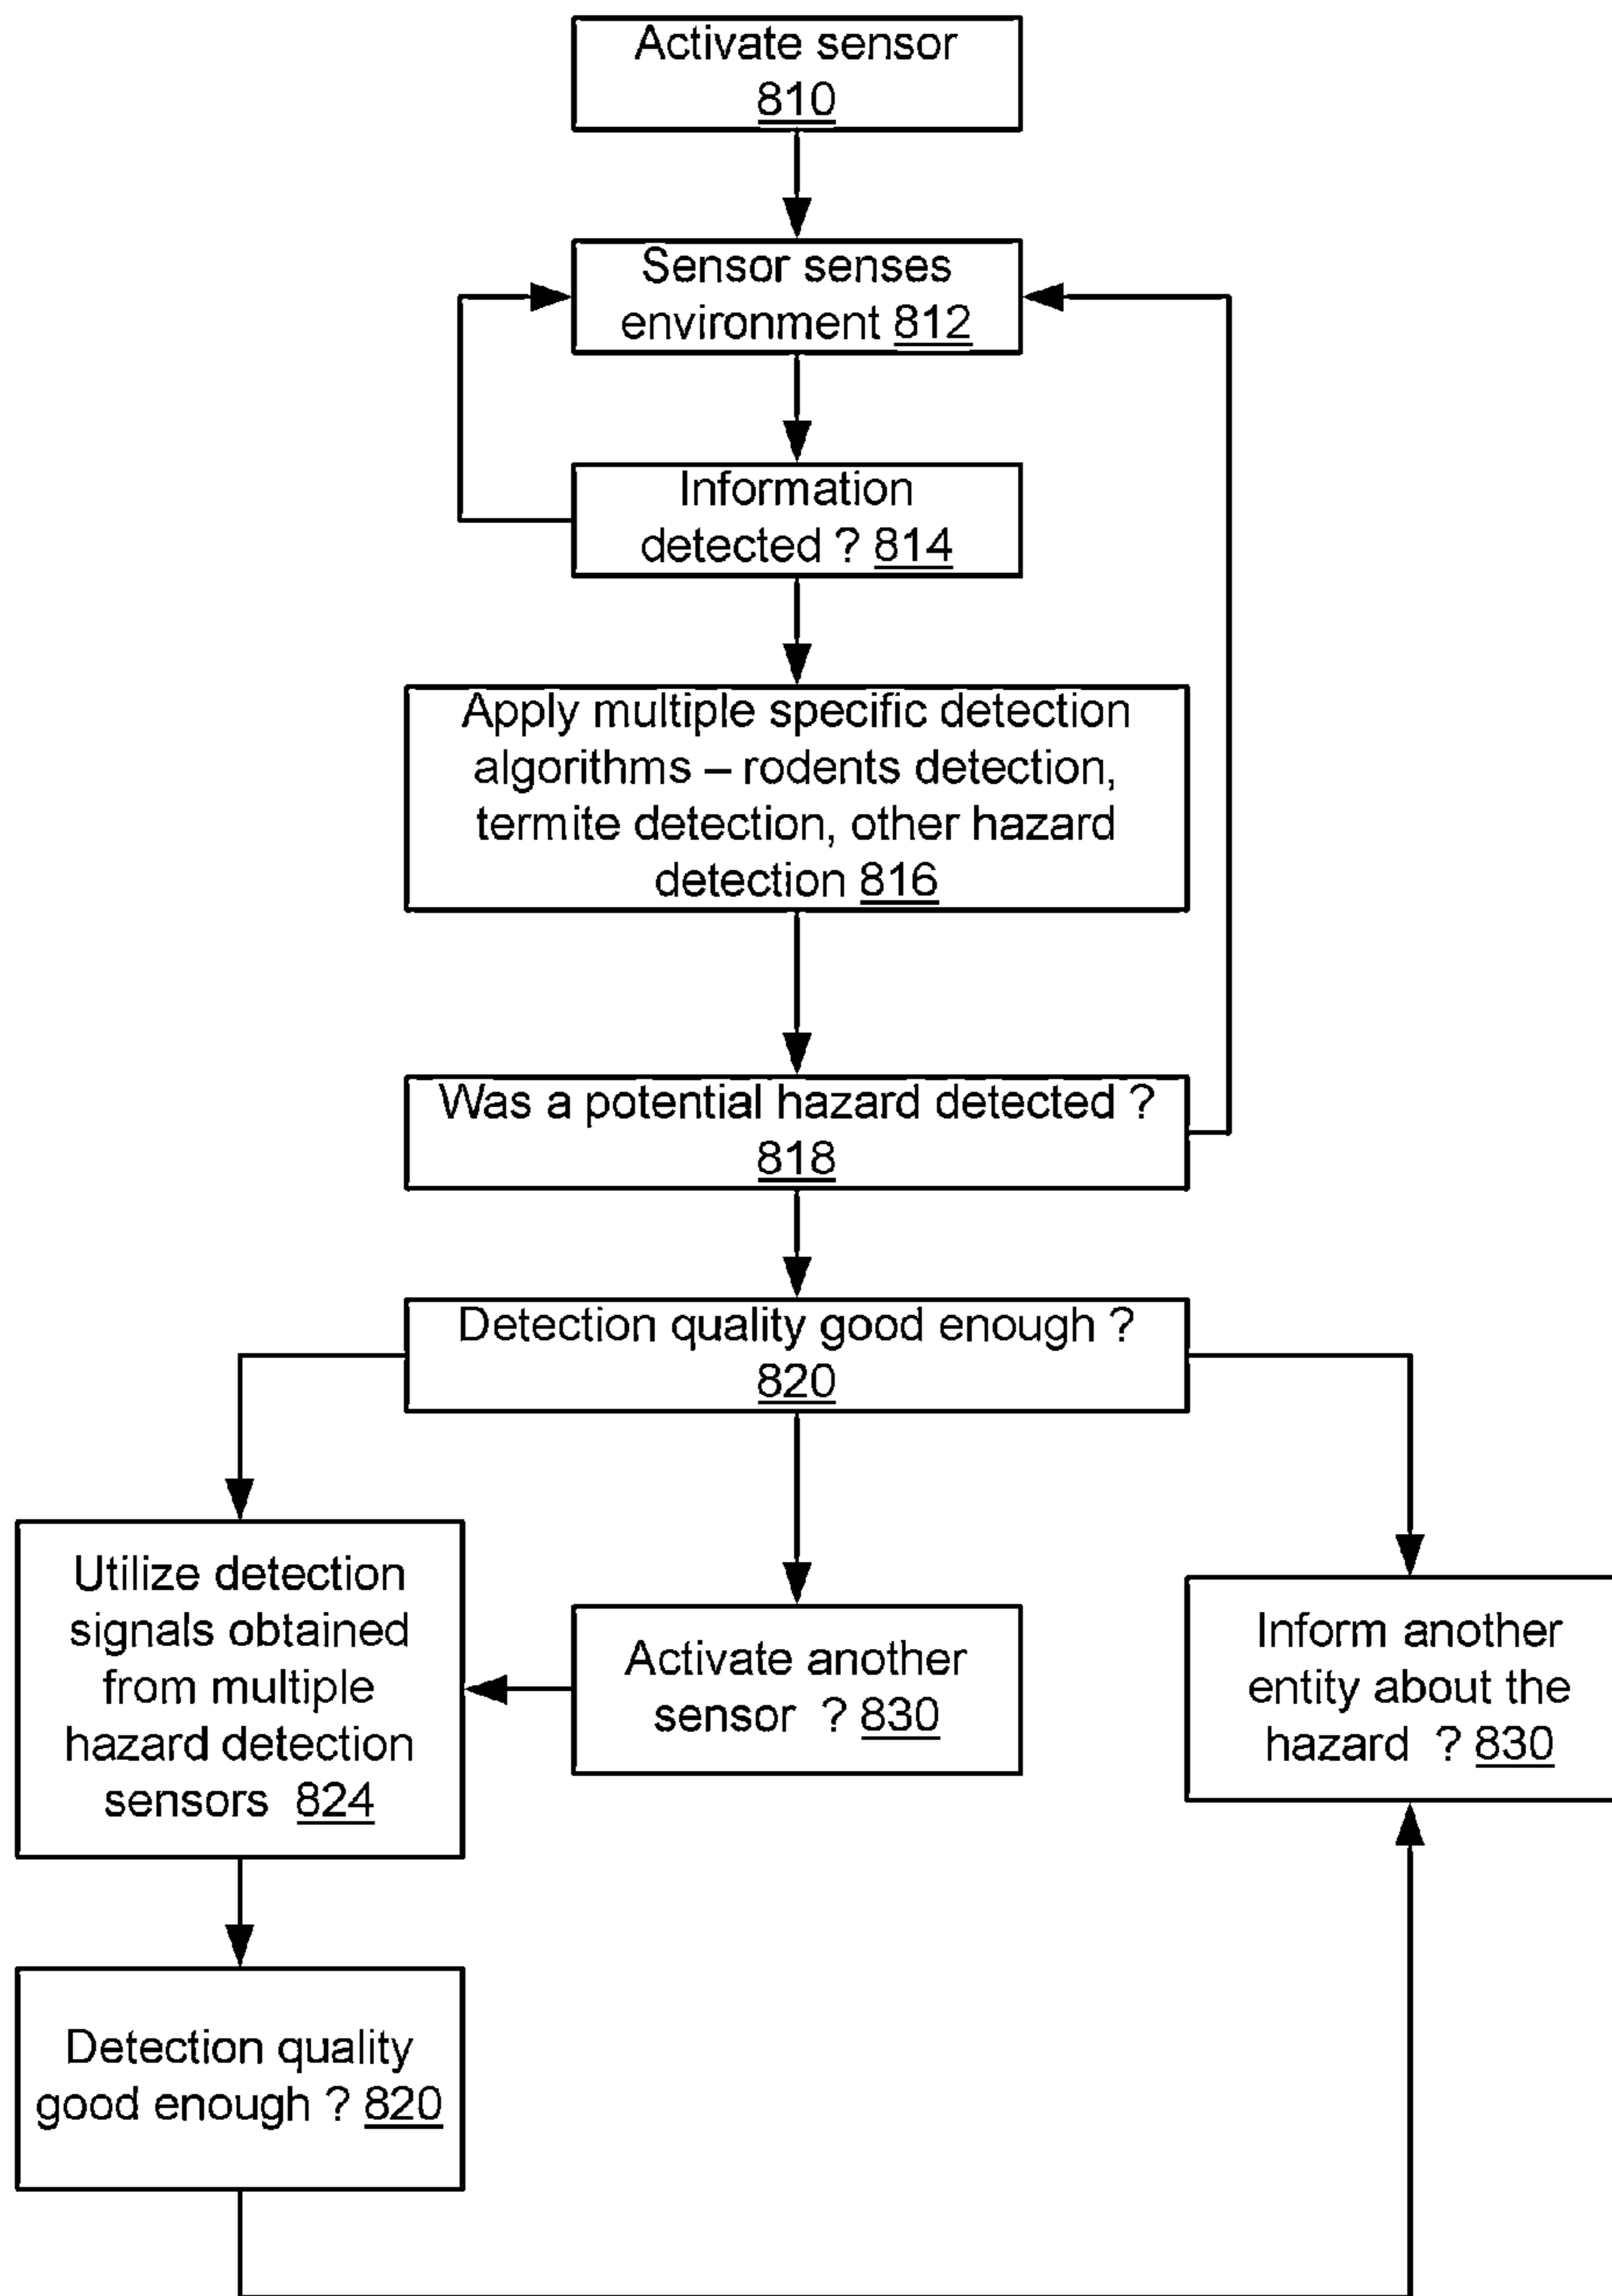 Activate sensor
810
Sensor senses
environment 812
Information
detected ? 814
Apply multiple specific detection
algorithms – rodents detection,
termite detection, other hazard
detection 816
Was a potential hazard detected ?
818
Detection quality good enough ?
820
Utilize detection
signals obtained
from multiple
hazard detection
sensors 824
Activate another
sensor ? 830
Inform another
entity about the
hazard ? 830
Detection quality
good enough ? 820